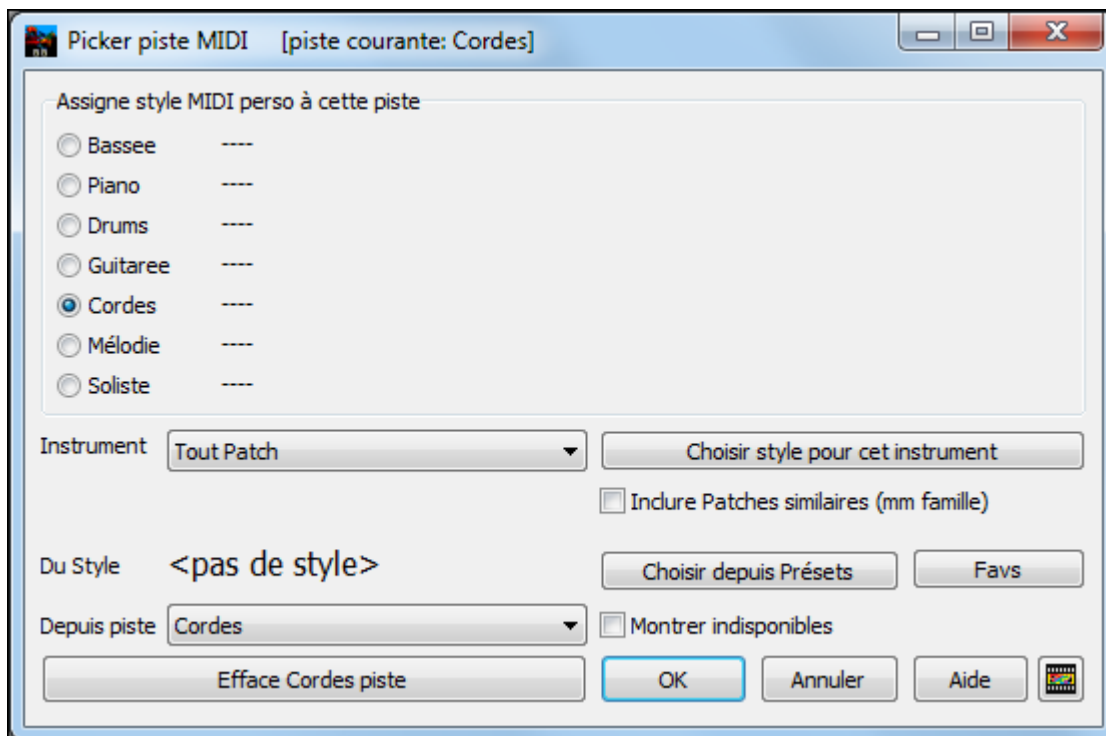 Picker piste MIDI [piste courante: Cordes]
Assigne style MIDI perso à cette piste
Bassee ----
Piano ----
Drums ----
Guitaree ----
Cordes ----
Mélodie ----
Soliste ----
Instrument Tout Patch Choisir style pour cet instrument
Inclure Patches similaires (mm famille)
Du Style <pas de style> Choisir depuis Présets Favs
Depuis piste Cordes Montrer indisponibles
Efface Cordes piste OK Annuler Aide